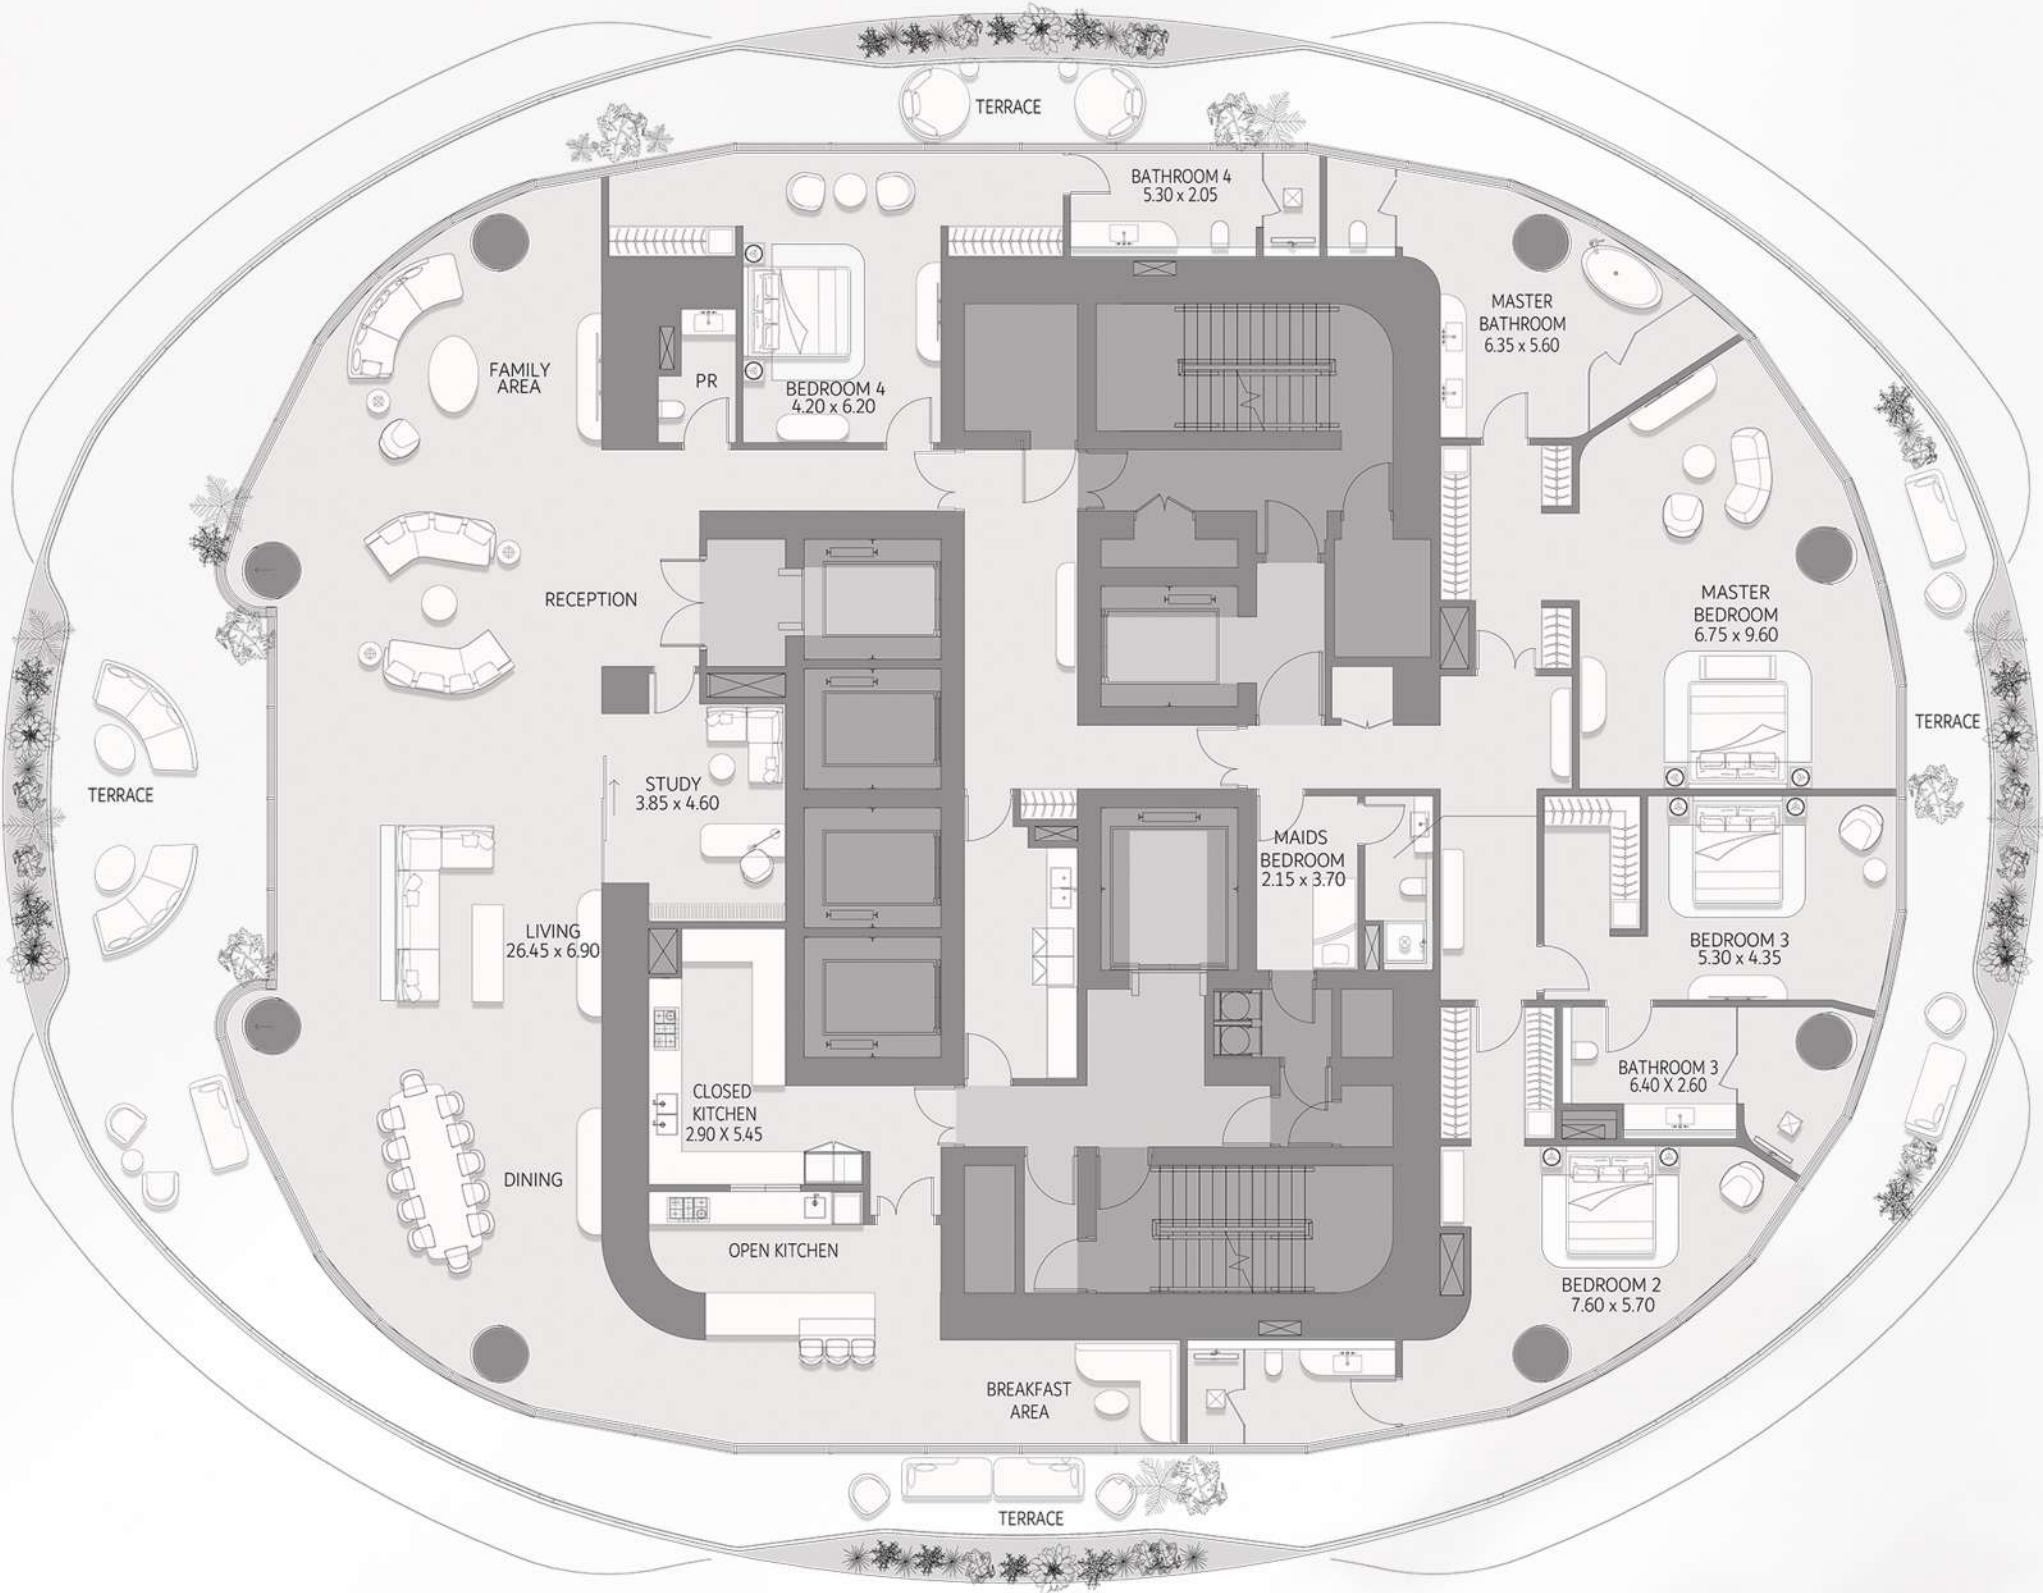 TERRACE
BATHROOM 4
5.30 x 2.05
MASTER
BATHROOM
6.35 x 5.60
FAMILY
AREA
PR
BEDROOM 4
4.20 x 6.20
RECEPTION
MASTER
BEDROOM
6.75 x 9.60
TERRACE
TERRACE
STUDY
3.85 x 4.60
MAIDS
BEDROOM
2.15 x 3.70
LIVING
26.45 x 6.90
BEDROOM 3
5.30 x 4.35
BATHROOM 3
6.40 X 2.60
CLOSED
KITCHEN
2.90 X 5.45
DINING
OPEN KITCHEN
BEDROOM 2
7.60 x 5.70
BREAKFAST
AREA
TERRACE